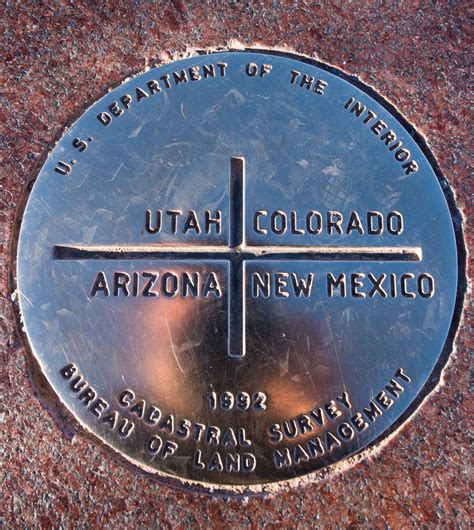 U.S. DEPARTMENT OF THE INTERIOR
UTAH COLORADO
ARIZONA NEW MEXICO
1992
CADASTRAL SURVEY
BUREAU OF LAND MANAGEMENT